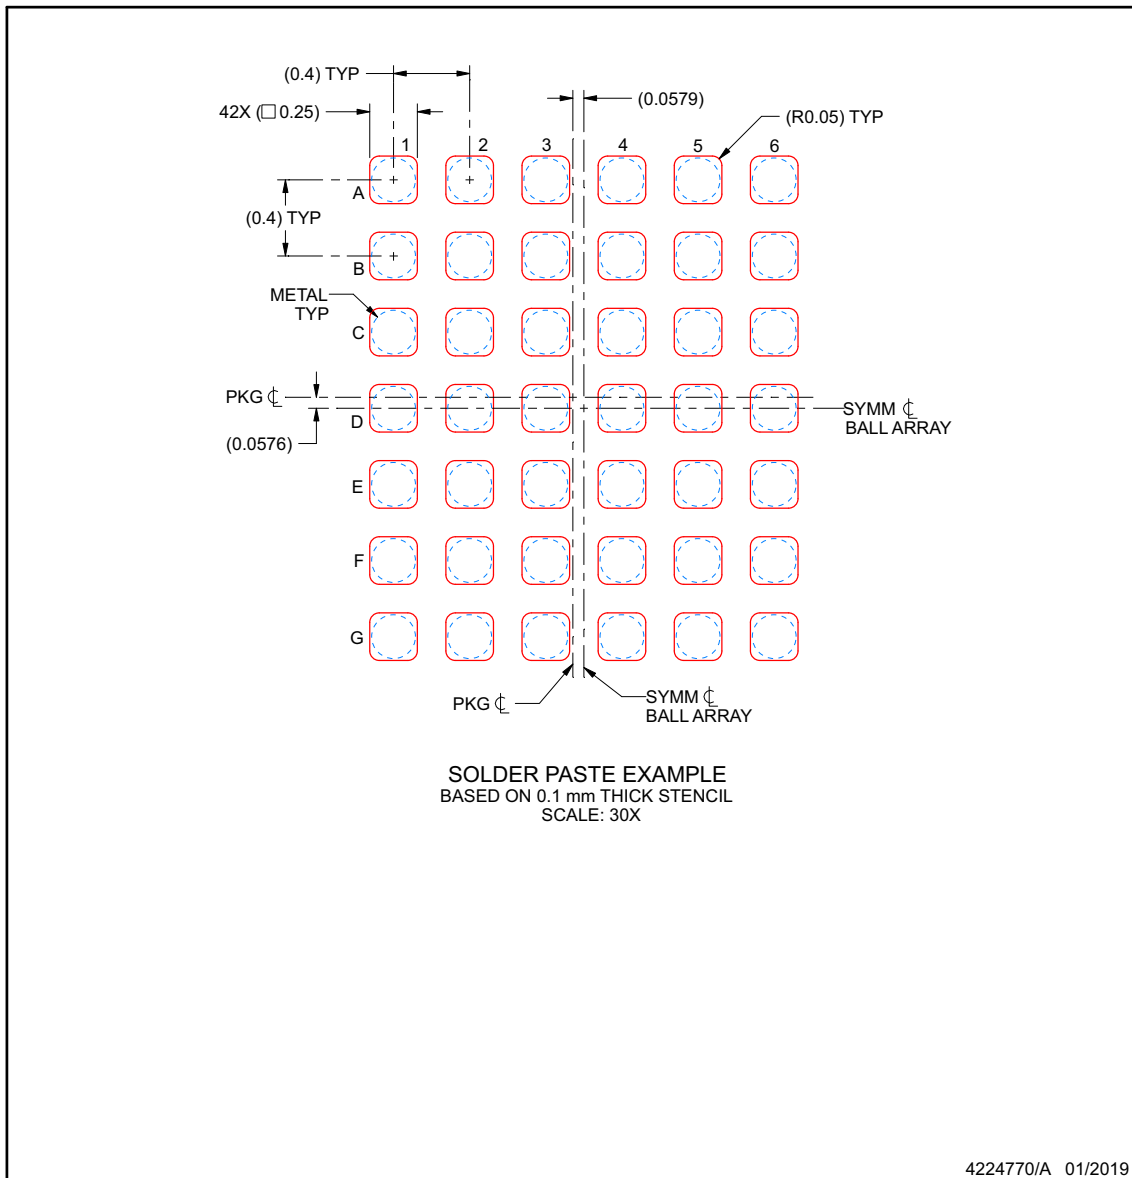 (0.4) TYP
(0.0579)
42X (□ 0.25)
(R0.05) TYP
1 2 3 4 5 6
A
(0.4) TYP
B
METAL
TYP
C
PKG ℄
SYMM ℄
BALL ARRAY
D
(0.0576)
E
F
G
PKG ℄
SYMM ℄
BALL ARRAY
SOLDER PASTE EXAMPLE
BASED ON 0.1 mm THICK STENCIL
SCALE: 30X
4224770/A 01/2019